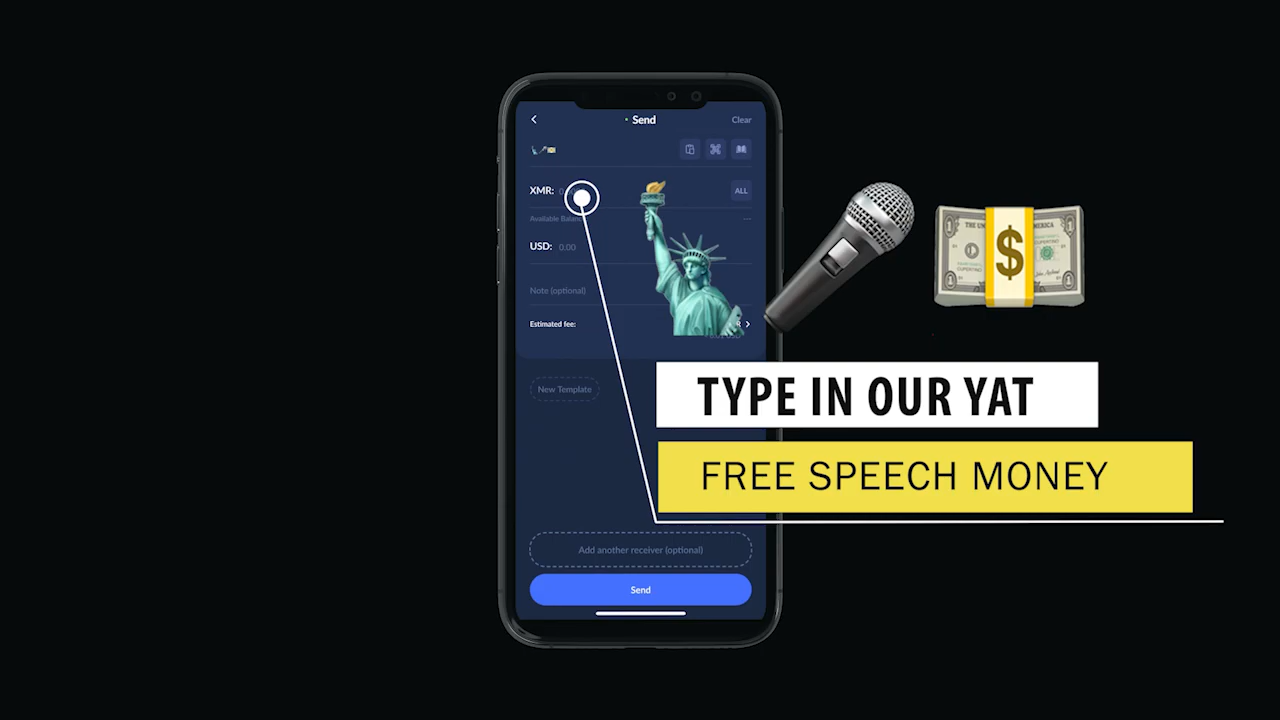 Send
Clear
XMR:
ALL
Available Balance
USD: 0.00
Note (optional)
Estimated fee:
New Template
TYPE IN OUR YAT
FREE SPEECH MONEY
Add another receiver (optional)
Send
$